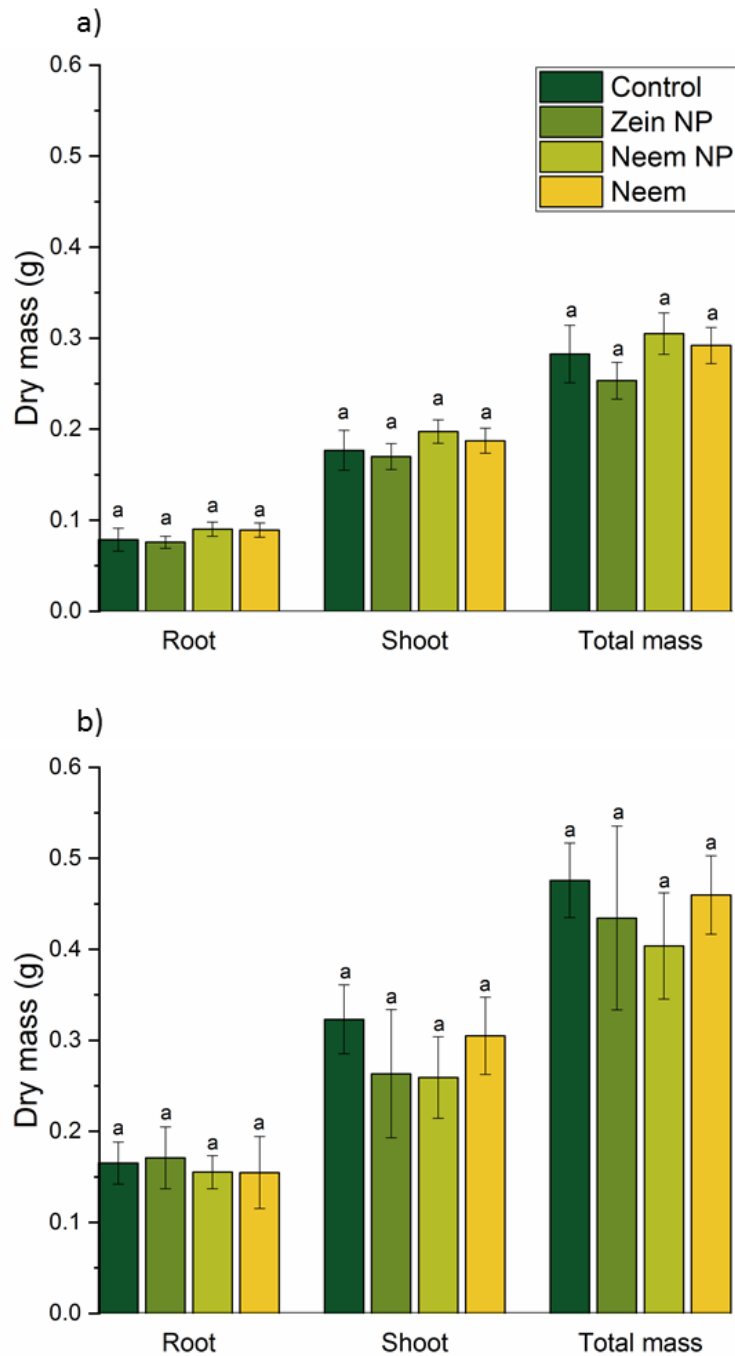 a)
0.6
0.5
0.4
0.3
0.2
0.1
0.0
Dry mass (g)
Control
Zein NP
Neem NP
Neem
a a a a
a a a a
a a a a
Root Shoot Total mass
b)
0.6
0.5
0.4
0.3
0.2
0.1
0.0
Dry mass (g)
a a a a
a a a a
a a a a
Root Shoot Total mass